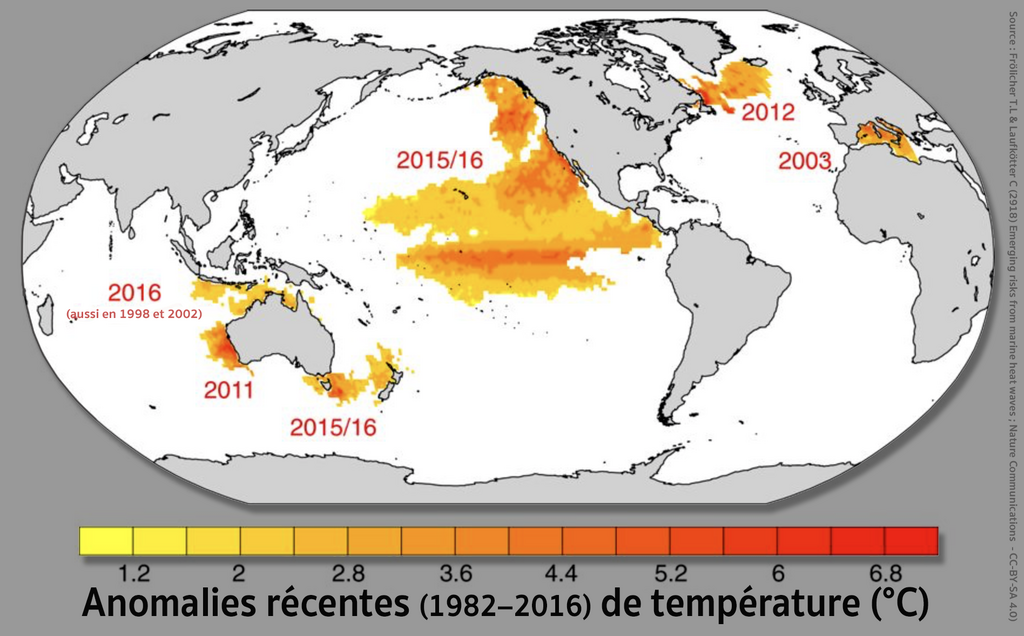 2012
2015/16
2003
2016
(aussi en 1998 et 2002)
2011
2015/16
1.2 2 2.8 3.6 4.4 5.2 6 6.8
Anomalies récentes (1982–2016) de température (°C)
Source : Frölicher T.L & Laufkötter C (2918) Emerging risks from marine heat waves : Nature Communications - CC-BY-SA 4.0)